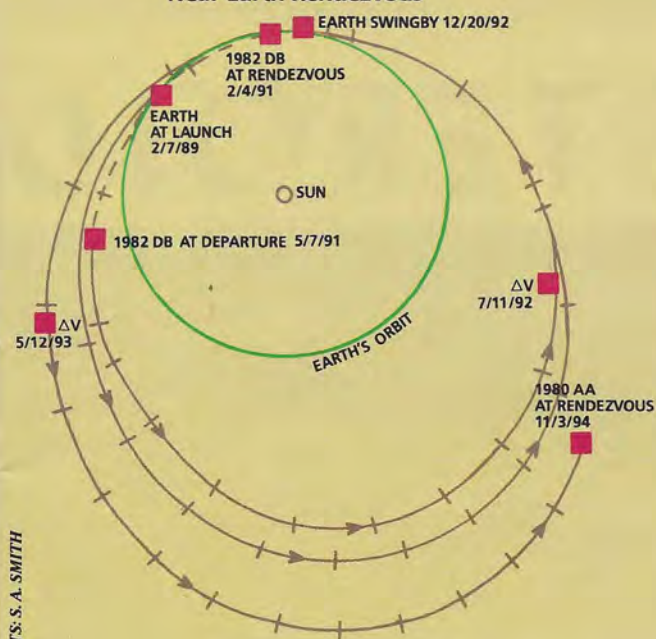 EARTH SWINGBY 12/20/92
1982 DB
AT RENDEZVOUS
2/4/91
EARTH
AT LAUNCH
2/7/89
SUN
1982 DB AT DEPARTURE 5/7/91
ΔV
7/11/92
ΔV
5/12/93
EARTH'S ORBIT
1980 AA
AT RENDEZVOUS
11/3/94
S. A. SMITH